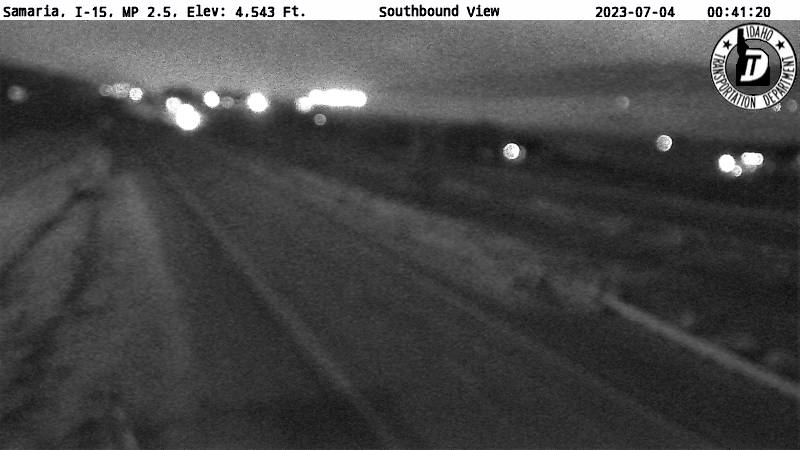 Samaria, I-15, MP 2.5, Elev: 4,543 Ft. Southbound View 2023-07-04 00:41:20
IDAHO TRANSPORTATION DEPARTMENT